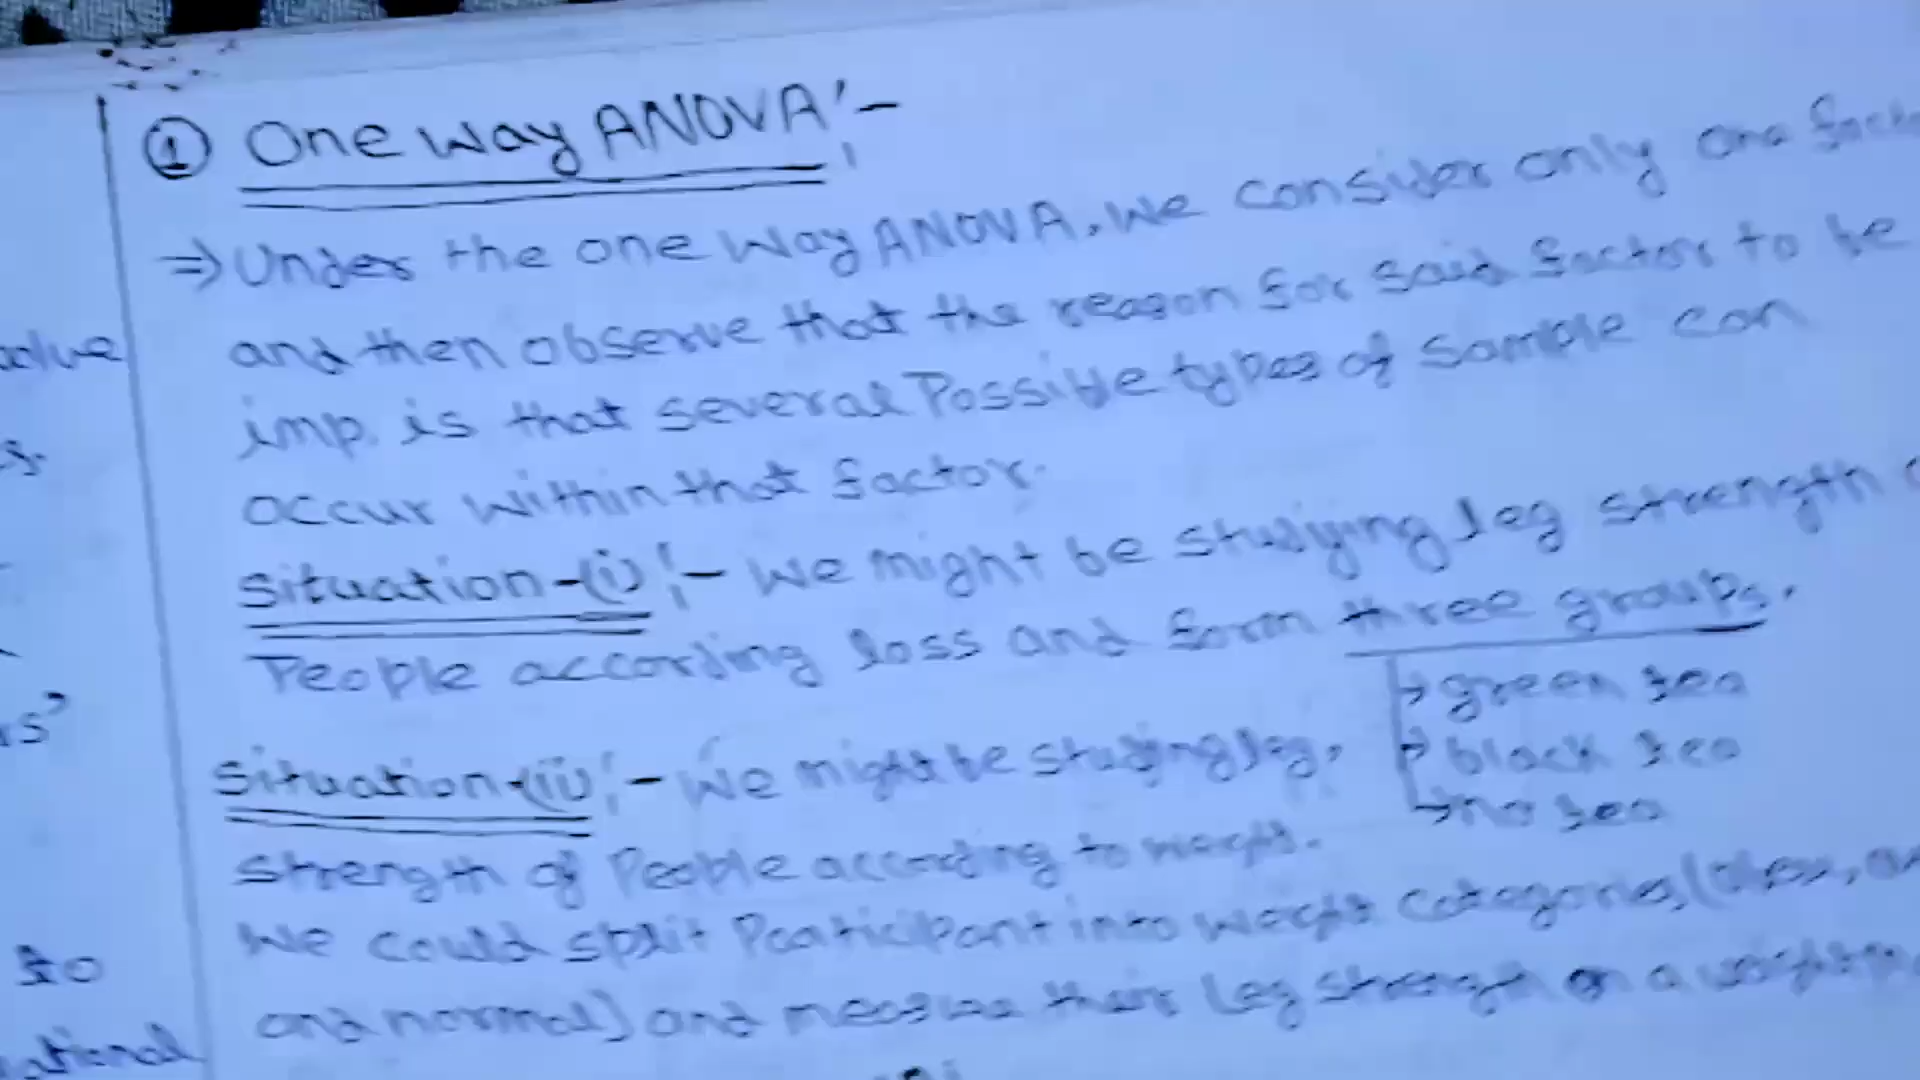 ① One way ANOVA:-
⇒ Under the one way ANOVA, we consider only one
and then observe that the reason for said factor to be
imp. is that several Possible types of sample can
occur within that factor.
Situation-(i):- we might be studying leg strength
People according loss and form three groups.
→ green tea
→ black tea
→ no tea
Situation-(ii):- we might be studying leg,
strength of People according to weight.
We could split Participant into weight categories,
and normal) and measure their leg strength on a
alue
s.
to
ational